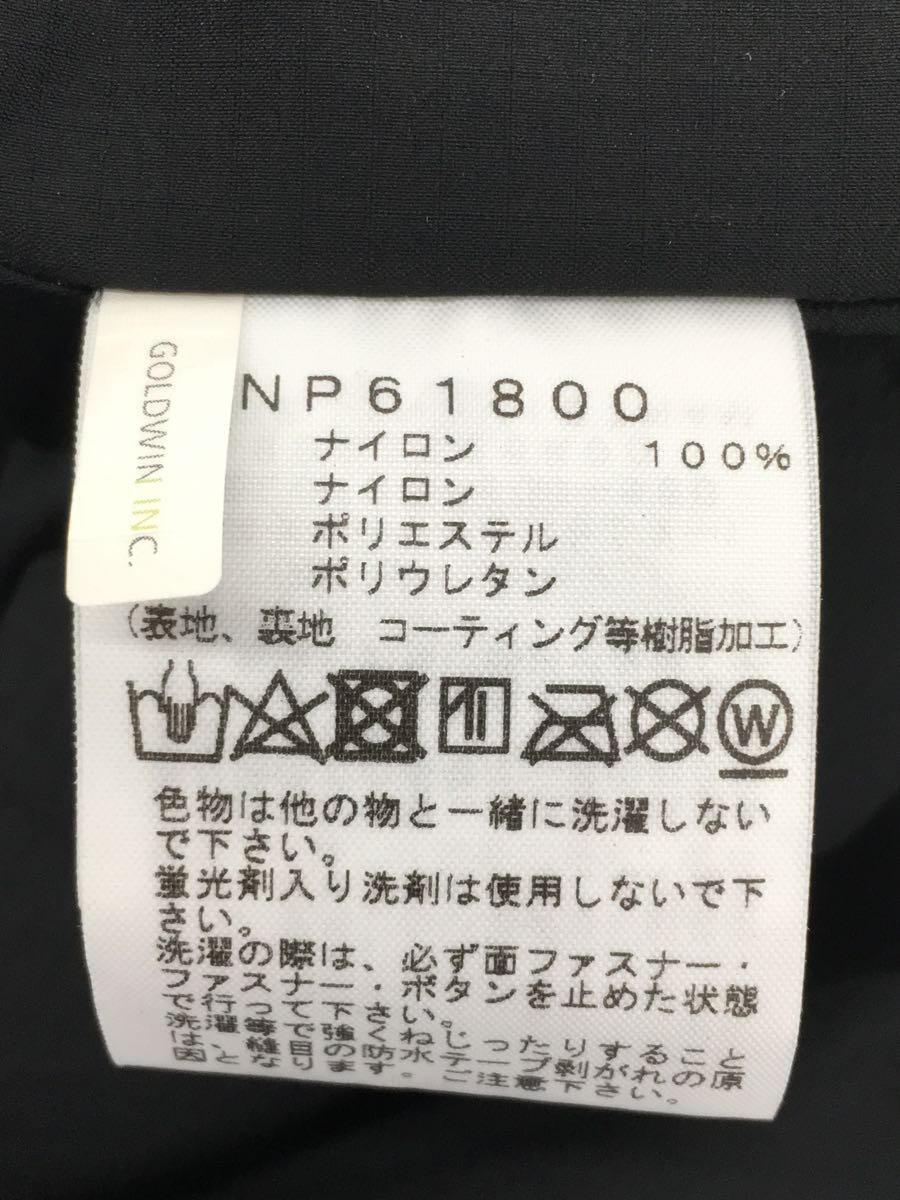 GOLDWIN INC.
NP61800
ナイロン 100%
ナイロン
ポリエステル
ポリウレタン
(表地、裏地 コーティング等樹脂加工)
W
色物は他の物と一緒に洗濯しない
で下さい。
蛍光剤入り洗剤は使用しないで下
さい。
洗濯の際は、必ず面ファスナー・
ファスナー・ボタンを止めた状態
で行って下さい。
洗濯等で強くねじったりすること
は、縫目の防水テープ剥がれの原
因となります。ご注意下さい。